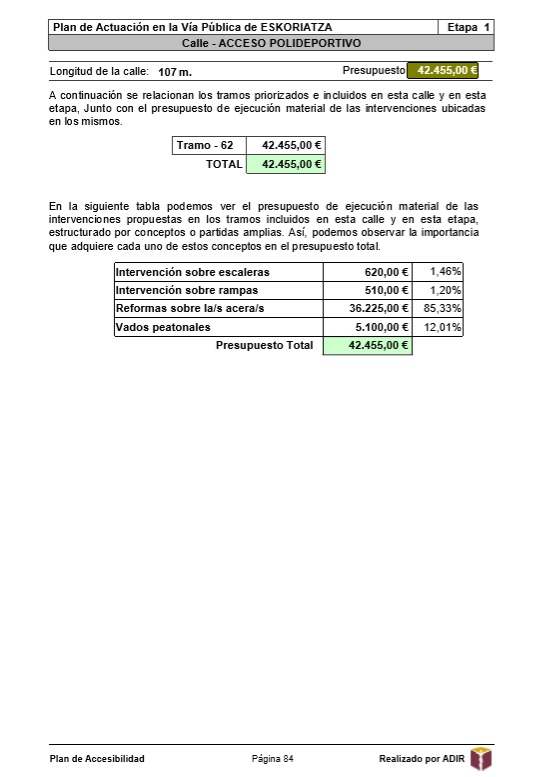 Plan de Actuación en la Vía Pública de ESKORIATZA Etapa 1
Calle - ACCESO POLIDEPORTIVO
Longitud de la calle: 107 m. Presupuesto 42.455,00 €
A continuación se relacionan los tramos priorizados e incluidos en esta calle y en esta
etapa, Junto con el presupuesto de ejecución material de las intervenciones ubicadas
en los mismos.
Tramo - 62 42.455,00 €
TOTAL 42.455,00 €
En la siguiente tabla podemos ver el presupuesto de ejecución material de las
intervenciones propuestas en los tramos incluidos en esta calle y en esta etapa,
estructurado por conceptos o partidas amplias. Así, podemos observar la importancia
que adquiere cada uno de estos conceptos en el presupuesto total.
Intervención sobre escaleras 620,00 € 1,46%
Intervención sobre rampas 510,00 € 1,20%
Reformas sobre la/s acera/s 36.225,00 € 85,33%
Vados peatonales 5.100,00 € 12,01%
Presupuesto Total 42.455,00 €
Plan de Accesibilidad Página 84 Realizado por ADIR